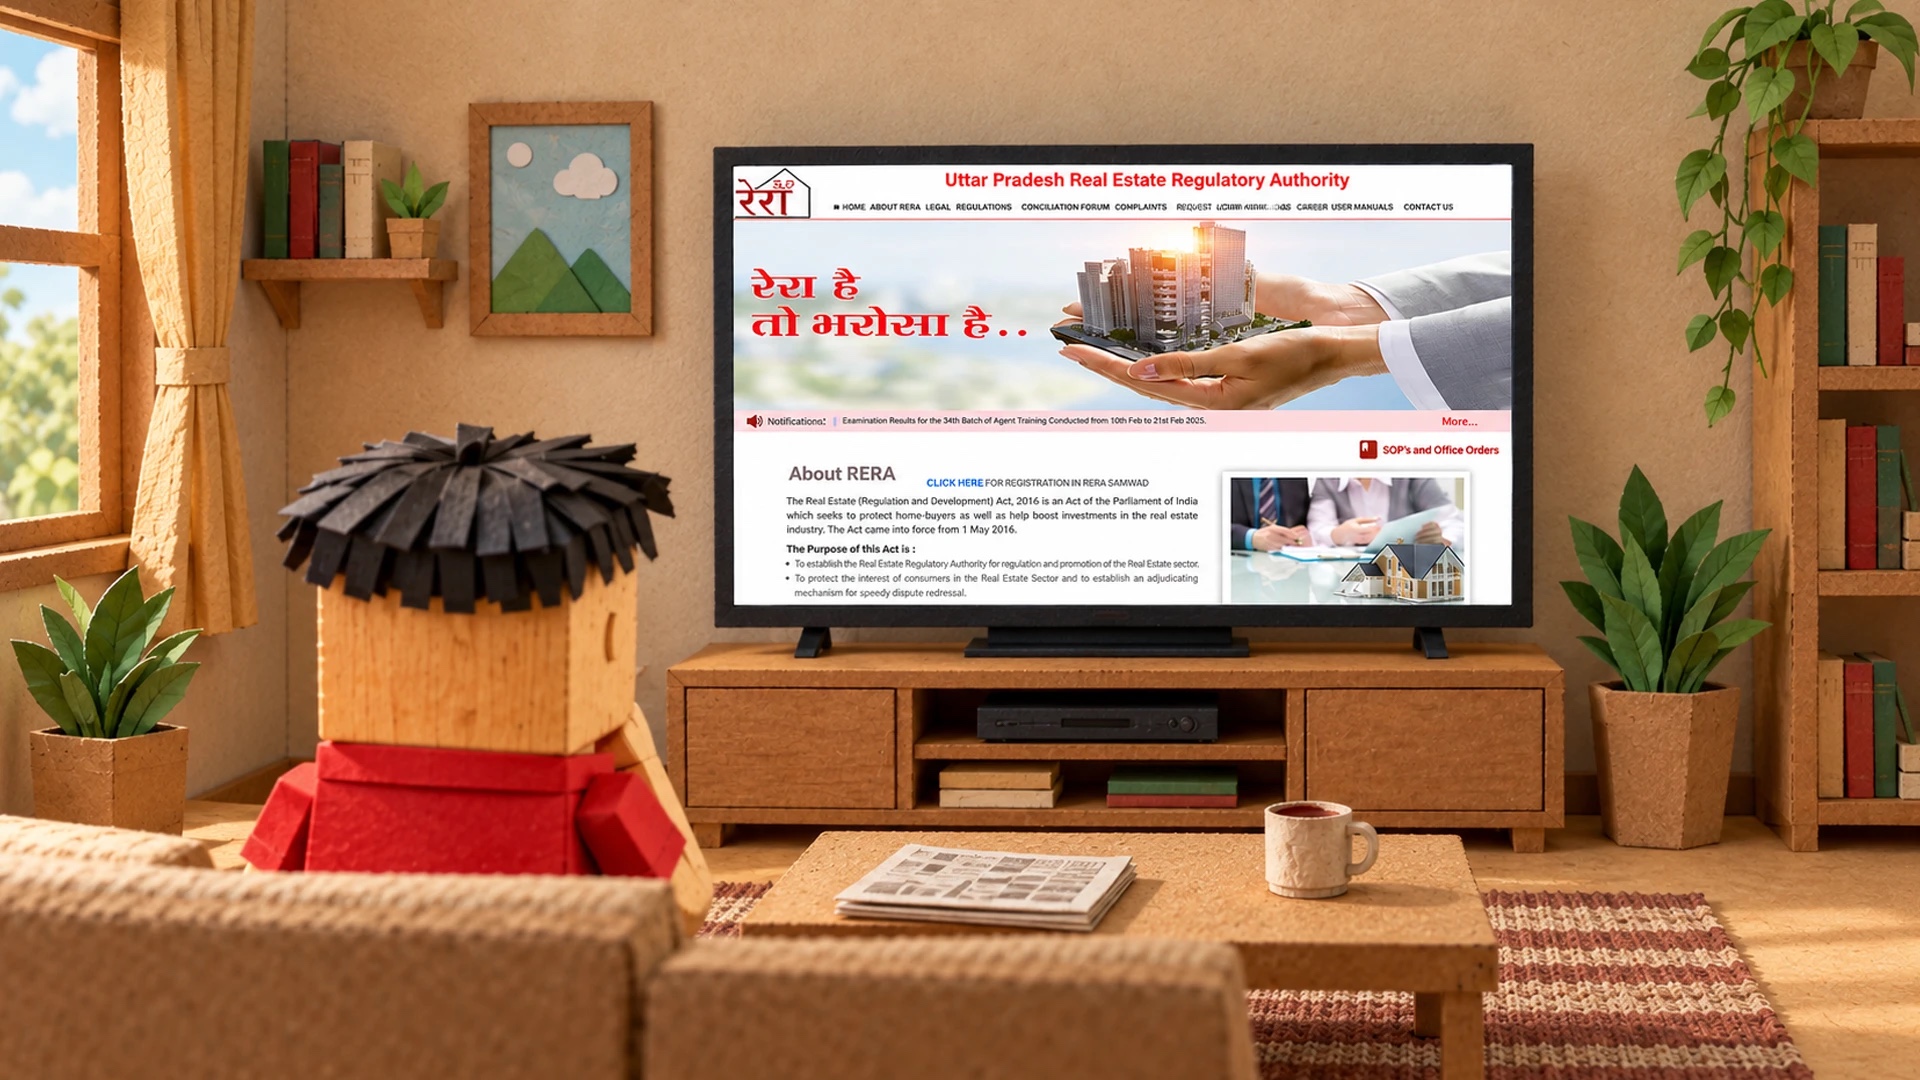 रेरा
उ.प्र
Uttar Pradesh Real Estate Regulatory Authority
HOME ABOUT RERA LEGAL REGULATIONS CONCILIATION FORUM COMPLAINTS REQUEST CAREER USER MANUALS CONTACT US
रेरा है
तो भरोसा है..
Notifications: Examination Results for the 34th Batch of Agent Training Conducted from 10th Feb to 21st Feb 2025. More...
SOP's and Office Orders
About RERA
CLICK HERE FOR REGISTRATION IN RERA SAMWAD
The Real Estate (Regulation and Development) Act, 2016 is an Act of the Parliament of India
which seeks to protect home-buyers as well as help boost investments in the real estate
industry. The Act came into force from 1 May 2016.
The Purpose of this Act is :
• To establish the Real Estate Regulatory Authority for regulation and promotion of the Real Estate sector.
• To protect the interest of consumers in the Real Estate Sector and to establish an adjudicating
mechanism for speedy dispute redressal.